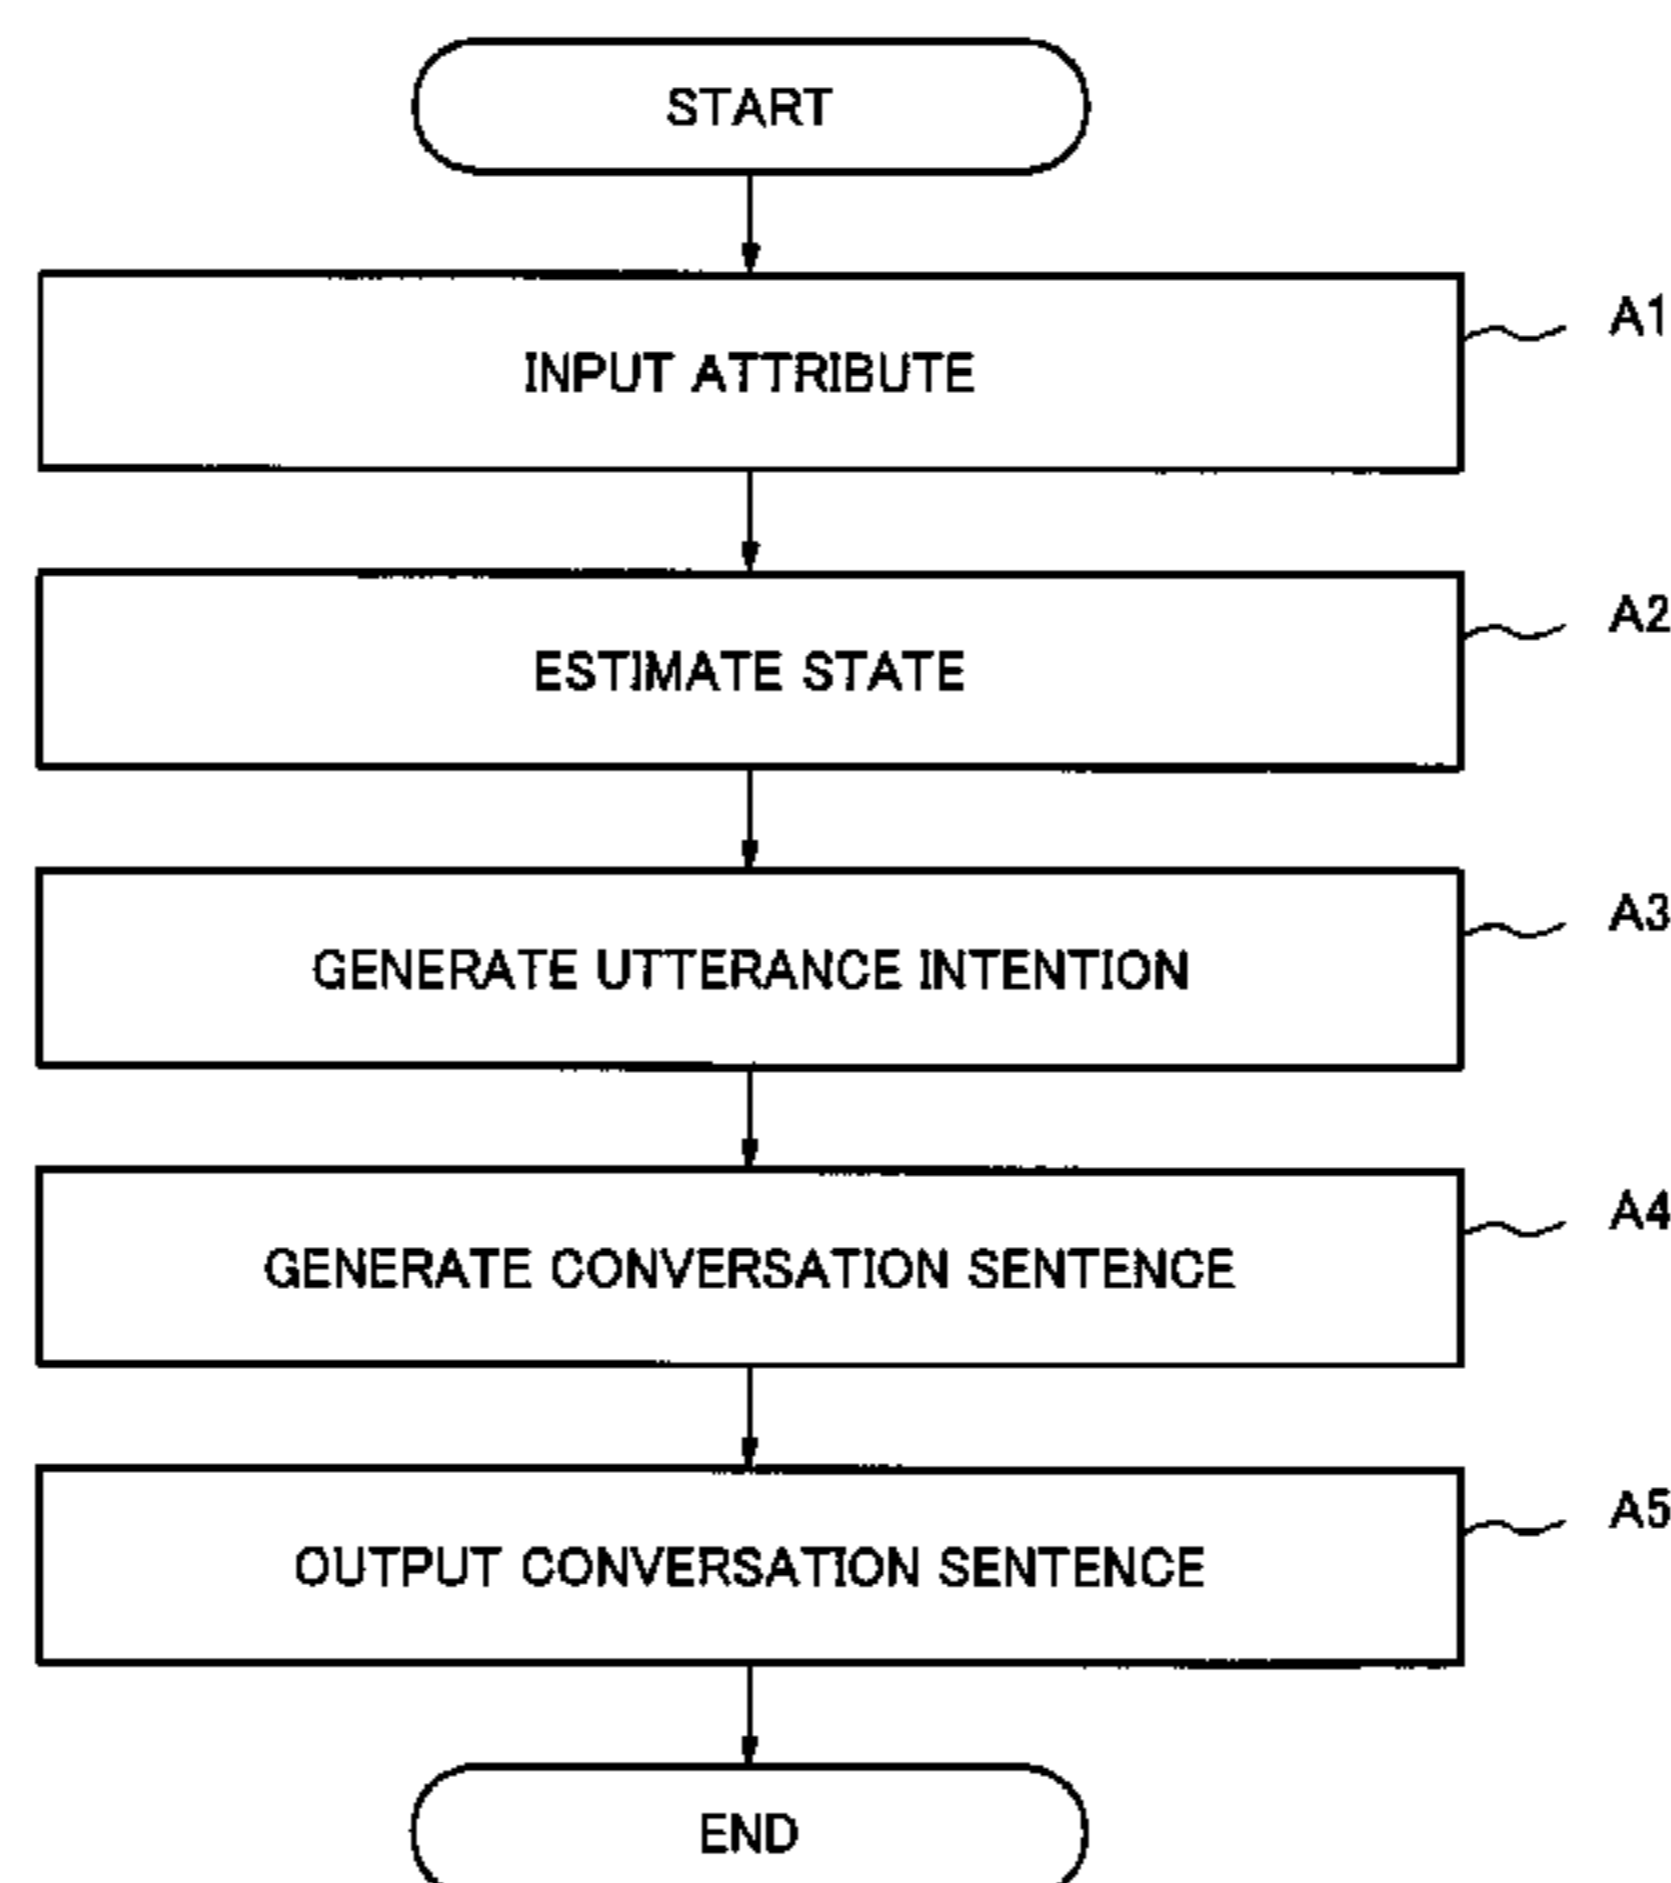 START
INPUT ATTRIBUTE
A1
ESTIMATE STATE
A2
GENERATE UTTERANCE INTENTION
A3
GENERATE CONVERSATION SENTENCE
A4
OUTPUT CONVERSATION SENTENCE
A5
END